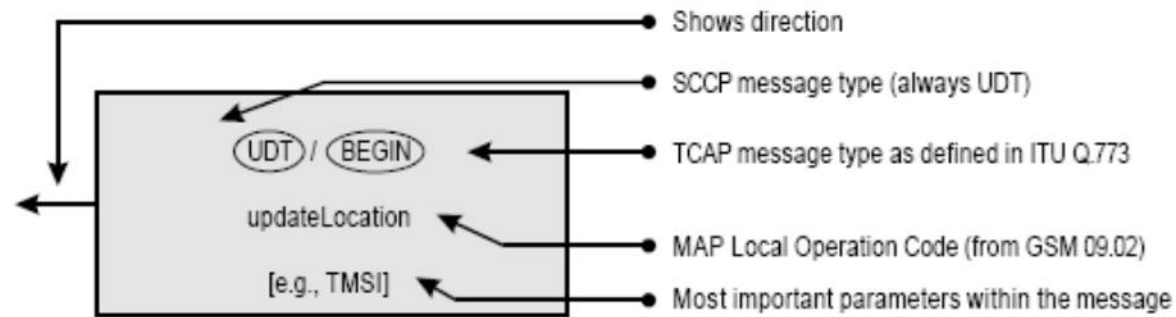 Shows direction
SCCP message type (always UDT)
UDT / BEGIN
TCAP message type as defined in ITU Q.773
updateLocation
MAP Local Operation Code (from GSM 09.02)
[e.g., TMSI]
Most important parameters within the message